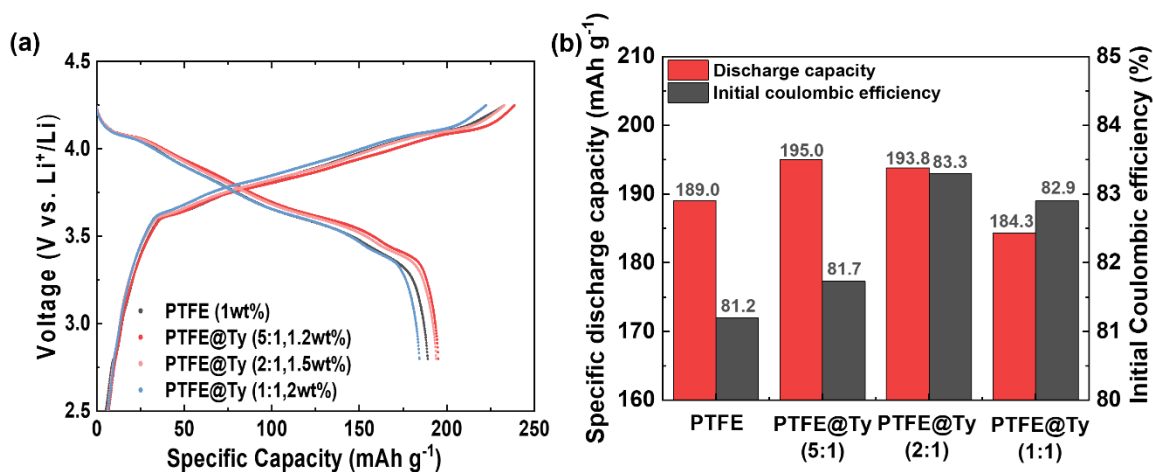 (a)
Voltage (V vs. Li⁺/Li)
4.5
4.0
3.5
3.0
2.5
PTFE (1wt%)
PTFE@Ty (5:1,1.2wt%)
PTFE@Ty (2:1,1.5wt%)
PTFE@Ty (1:1,2wt%)
0 50 100 150 200 250
Specific Capacity (mAh g⁻¹)
(b)
Specific discharge capacity (mAh g⁻¹)
210
200
190
180
170
160
Discharge capacity
Initial coulombic efficiency
189.0
81.2
195.0
81.7
193.8
83.3
184.3
82.9
PTFE
PTFE@Ty
(5:1)
PTFE@Ty
(2:1)
PTFE@Ty
(1:1)
85
84
83
82
81
80
Initial Coulombic efficiency (%)